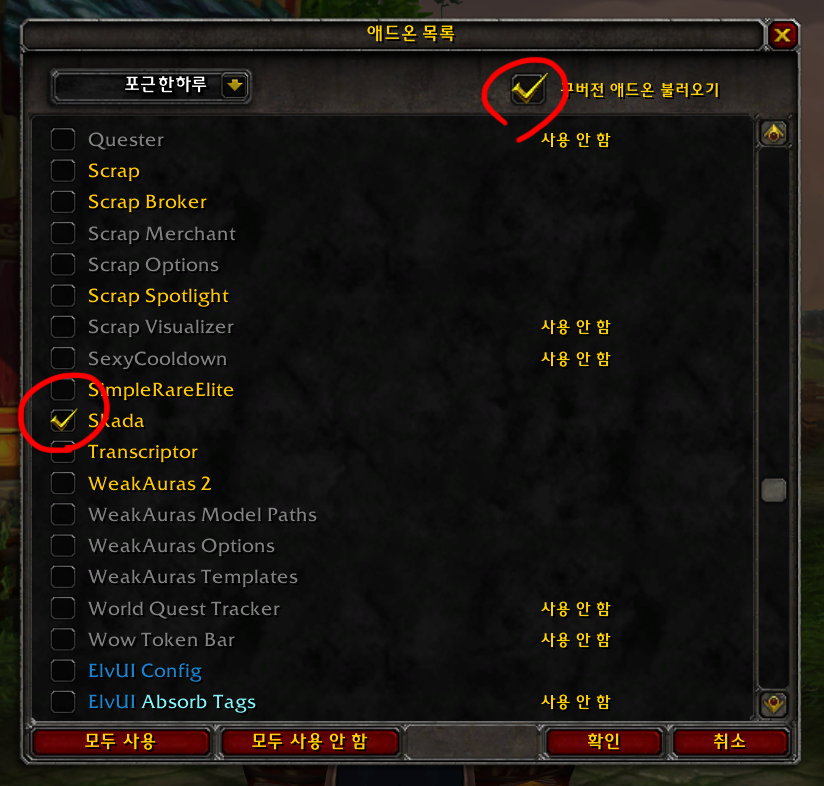 애드온 목록
포근한하루
구버전 애드온 불러오기
Quester 사용 안 함
Scrap
Scrap Broker
Scrap Merchant
Scrap Options
Scrap Spotlight
Scrap Visualizer 사용 안 함
SexyCooldown 사용 안 함
SimpleRareElite
Skada
Transcriptor
WeakAuras 2
WeakAuras Model Paths
WeakAuras Options
WeakAuras Templates
World Quest Tracker 사용 안 함
Wow Token Bar 사용 안 함
ElvUI Config
ElvUI Absorb Tags 사용 안 함
모두 사용 모두 사용 안 함 확인 취소